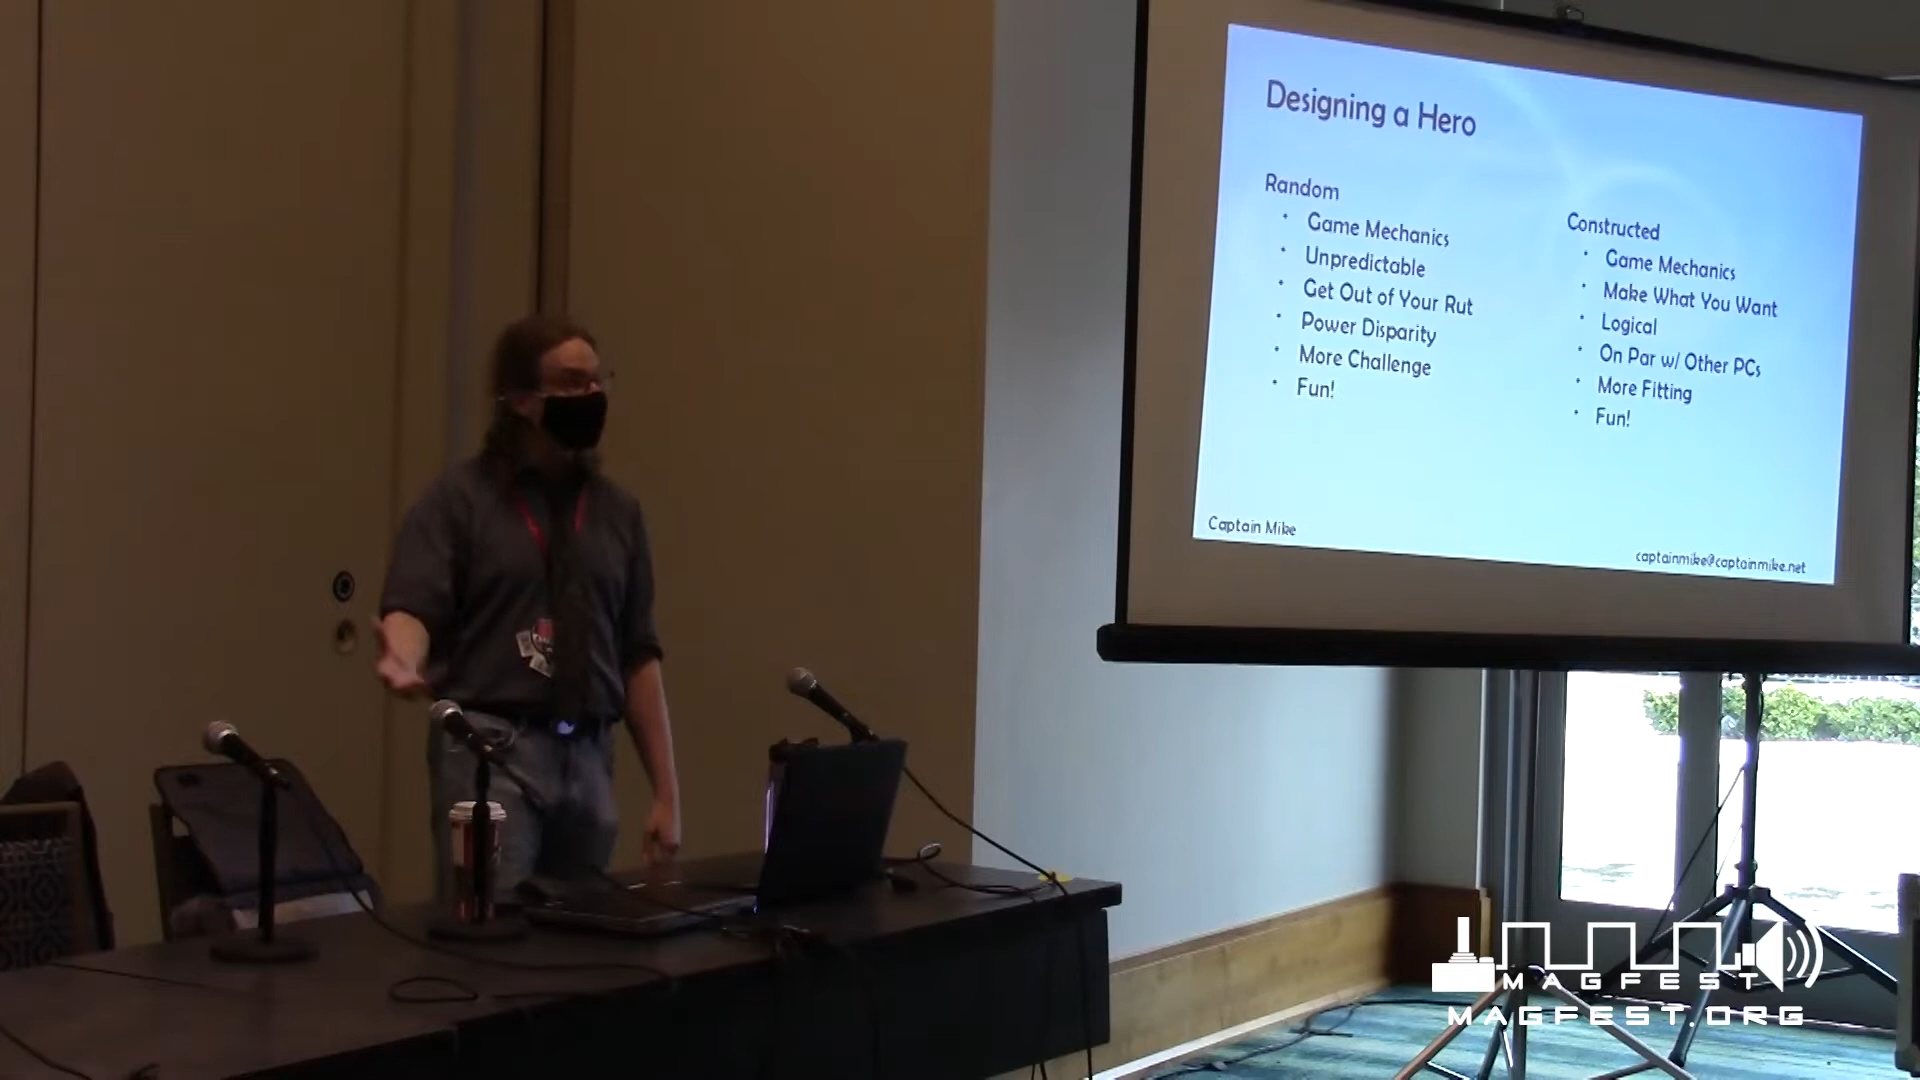 Designing a Hero
Random
• Game Mechanics
• Unpredictable
• Get Out of Your Rut
• Power Disparity
• More Challenge
• Fun!
Constructed
• Game Mechanics
• Make What You Want
• Logical
• On Par w/ Other PCs
• More Fitting
• Fun!
Captain Mike
captainmike@captainmike.net
MAGFEST
MAGFEST.ORG